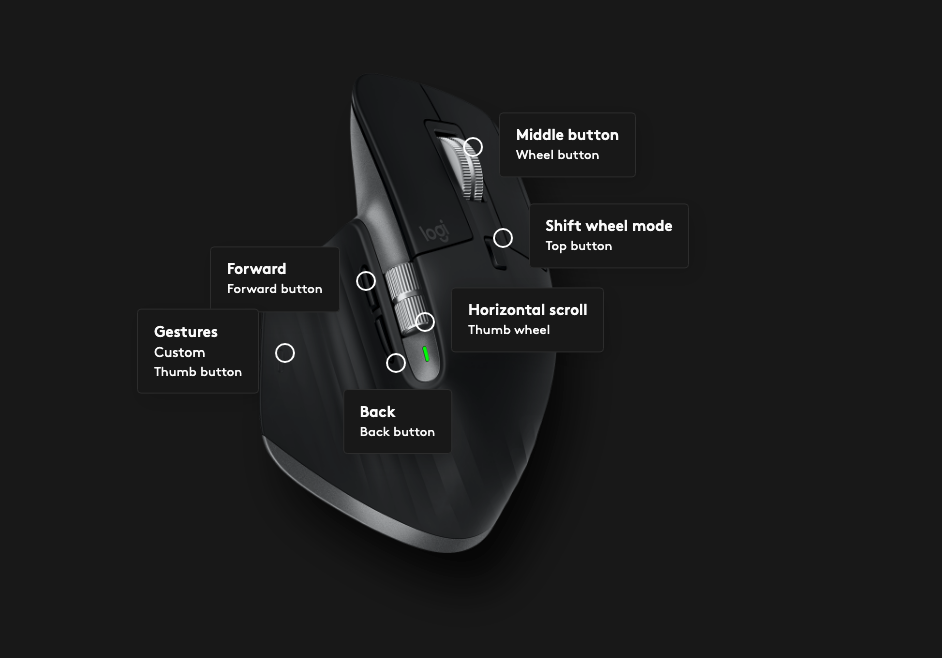 Middle button
Wheel button
logi
Shift wheel mode
Top button
Forward
Forward button
Horizontal scroll
Thumb wheel
Gestures
Custom
Thumb button
Back
Back button